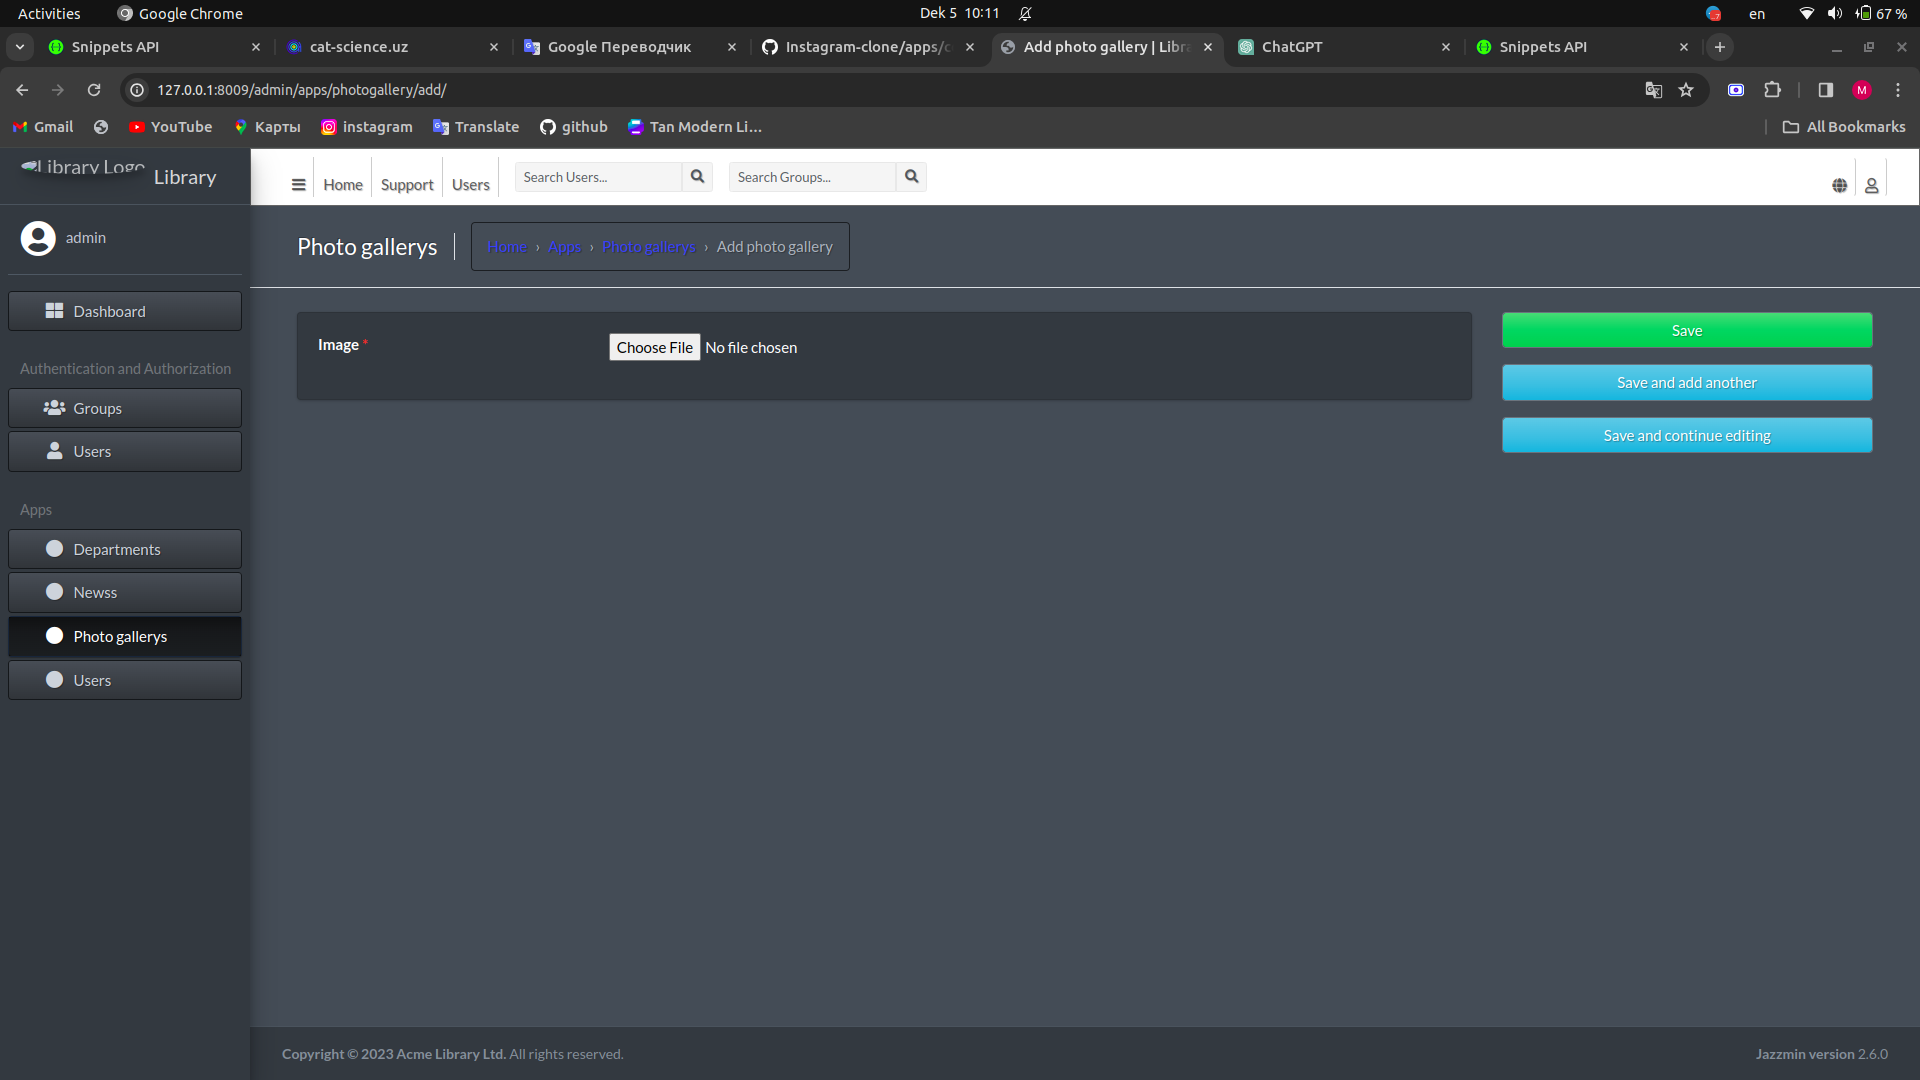 Activities Google Chrome Dek 5 10:11 en 67 %
Snippets API cat-science.uz Google Переводчик Instagram-clone/apps/c Add photo gallery | Libra ChatGPT Snippets API
127.0.0.1:8009/admin/apps/photogallery/add/ M
Gmail YouTube Карты instagram Translate github Tan Modern Li... All Bookmarks
Library Logo Library
Home Support Users Search Users... Search Groups...
admin
Photo gallerys Home › Apps › Photo gallerys › Add photo gallery
Dashboard
Image * Choose File No file chosen
Save
Save and add another
Save and continue editing
Authentication and Authorization
Groups
Users
Apps
Departments
Newss
Photo gallerys
Users
Copyright © 2023 Acme Library Ltd. All rights reserved. Jazzmin version 2.6.0